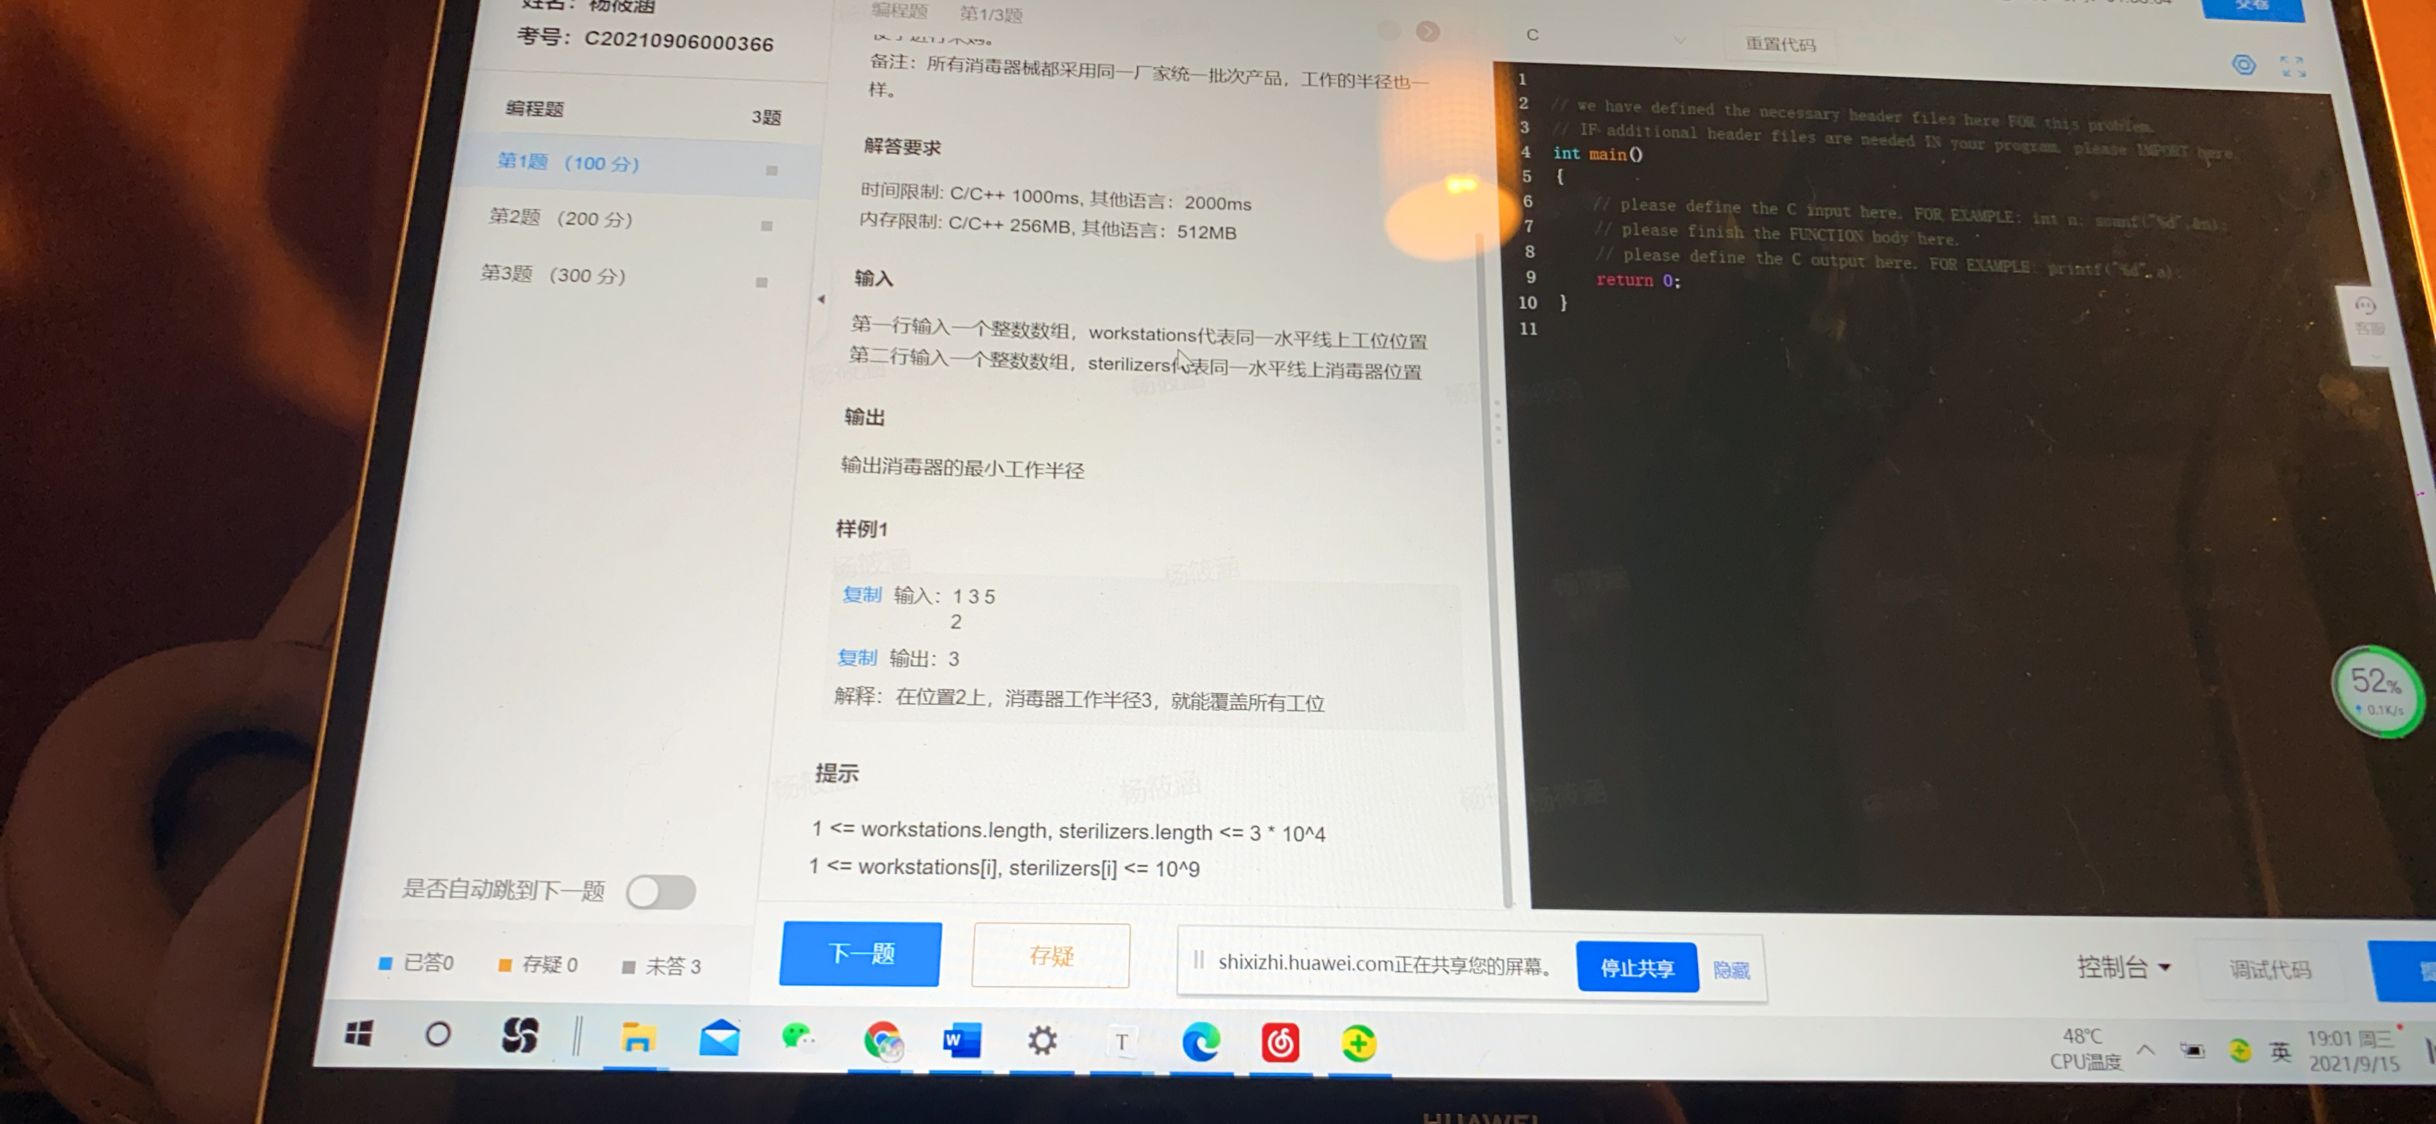 姓名：杨筱涵
考号：C20210906000366
编程题 3题
第1题 （100 分）
第2题 （200 分）
第3题 （300 分）
是否自动跳到下一题
已答0 存疑 0 未答 3
编程题 第1/3题
备注：所有消毒器械都采用同一厂家统一批次产品，工作的半径也一
样。
解答要求
时间限制: C/C++ 1000ms, 其他语言：2000ms
内存限制: C/C++ 256MB, 其他语言：512MB
输入
第一行输入一个整数数组，workstations代表同一水平线上工位位置
第二行输入一个整数数组，sterilizers代表同一水平线上消毒器位置
输出
输出消毒器的最小工作半径
样例1
复制 输入：1 3 5
2
复制 输出：3
解释：在位置2上，消毒器工作半径3，就能覆盖所有工位
提示
1 <= workstations.length, sterilizers.length <= 3 * 10^4
1 <= workstations[i], sterilizers[i] <= 10^9
下一题 存疑
shixizhi.huawei.com正在共享您的屏幕。 停止共享 隐藏
交卷
C 重置代码
1
2 // we have defined the necessary header files here FOR this problem.
3 // IF additional header files are needed IN your program, please IMPORT here.
4 int main()
5 {
6 // please define the C input here. FOR EXAMPLE: int n; scanf("%d",&n);
7 // please finish the FUNCTION body here.
8 // please define the C output here. FOR EXAMPLE: printf("%d",a);
9 return 0;
10 }
11
客服
52%
0.1K/s
控制台 调试代码
48℃
CPU温度
英
19:01 周三
2021/9/15
HUAWEI
杨筱涵